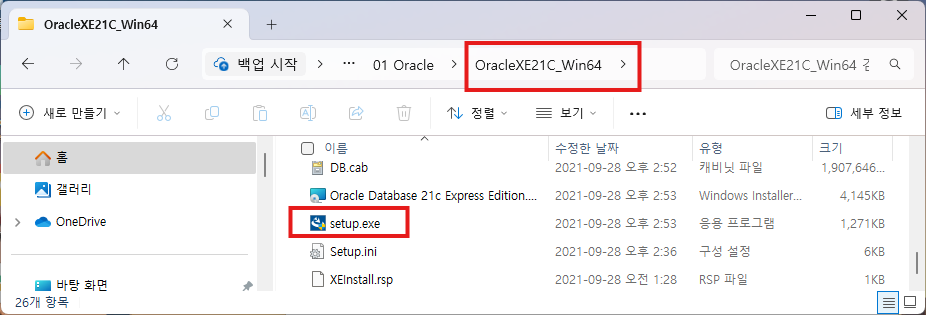 OracleXE21C_Win64
백업 시작 > ... 01 Oracle > OracleXE21C_Win64 > OracleXE21C_Win64 검
새로 만들기 정렬 보기 ... 세부 정보
이름 수정한 날짜 유형 크기
홈
갤러리
OneDrive
바탕 화면
DB.cab 2021-09-28 오후 2:52 캐비닛 파일 1,907,646...
Oracle Database 21c Express Edition.... 2021-09-28 오후 2:53 Windows Installer... 4,145KB
setup.exe 2021-09-28 오후 2:53 응용 프로그램 1,271KB
Setup.ini 2021-09-28 오후 2:36 구성 설정 6KB
XEInstall.rsp 2021-09-28 오전 1:28 RSP 파일 3KB
26개 항목